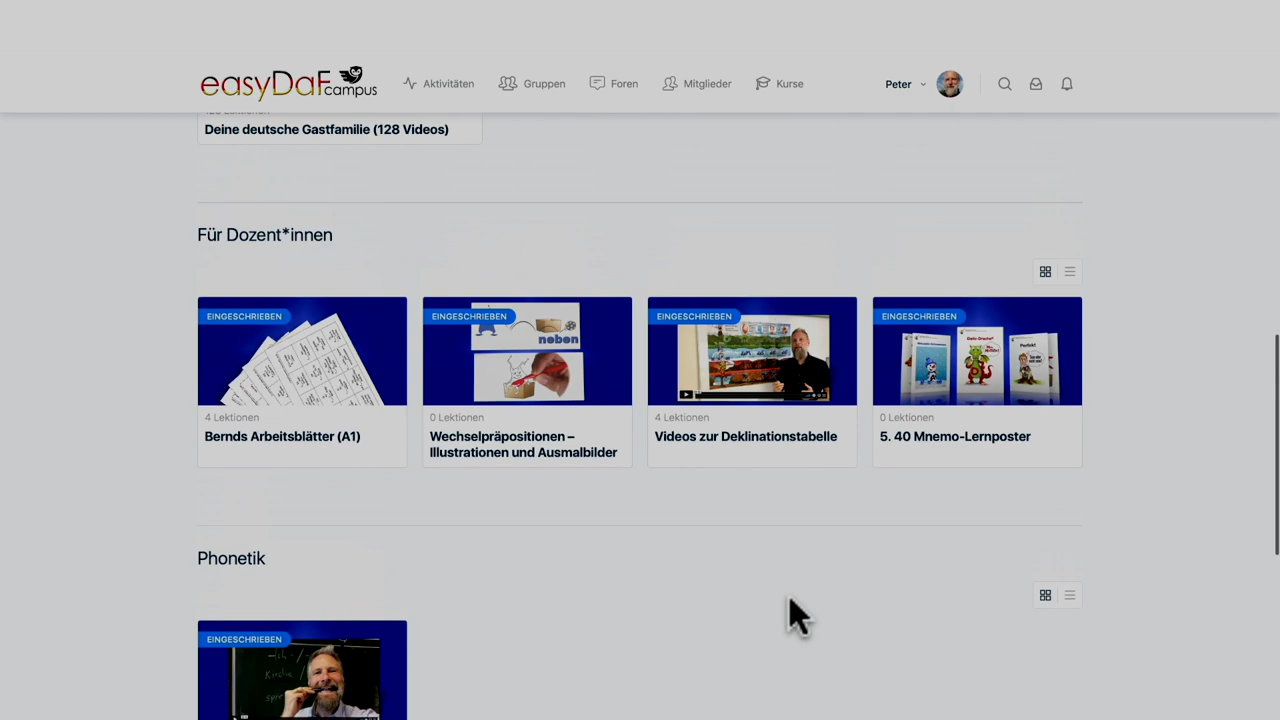 easyDaF campus
Aktivitäten
Gruppen
Foren
Mitglieder
Kurse
Peter
Deine deutsche Gastfamilie (128 Videos)
Für Dozent*innen
EINGESCHRIEBEN
EINGESCHRIEBEN
neben
EINGESCHRIEBEN
EINGESCHRIEBEN
Perfekt
4 Lektionen
Bernds Arbeitsblätter (A1)
0 Lektionen
Wechselpräpositionen –
Illustrationen und Ausmalbilder
4 Lektionen
Videos zur Deklinationstabelle
0 Lektionen
5. 40 Mnemo-Lernposter
Phonetik
EINGESCHRIEBEN
Kirche